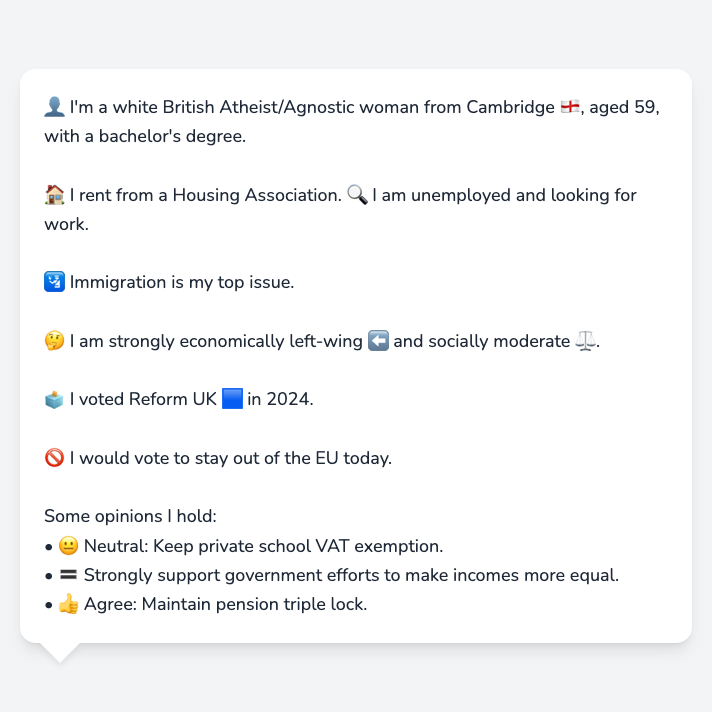 👤 I'm a white British Atheist/Agnostic woman from Cambridge 🏴󠁧󠁢󠁥󠁮󠁧󠁿, aged 59,
with a bachelor's degree.
🏠 I rent from a Housing Association. 🔍 I am unemployed and looking for
work.
🛂 Immigration is my top issue.
🤔 I am strongly economically left-wing ⬅️ and socially moderate ⚖️.
🗳️ I voted Reform UK 🟦 in 2024.
🚫 I would vote to stay out of the EU today.
Some opinions I hold:
• 😐 Neutral: Keep private school VAT exemption.
• 🟰 Strongly support government efforts to make incomes more equal.
• 👍 Agree: Maintain pension triple lock.